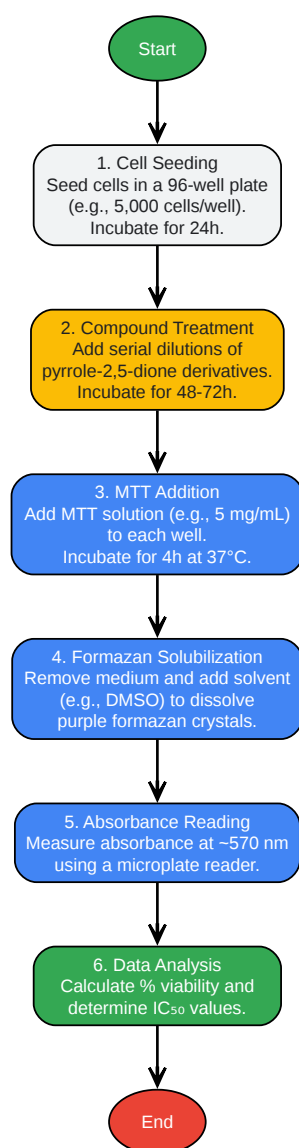 Start
1. Cell Seeding
Seed cells in a 96-well plate
(e.g., 5,000 cells/well).
Incubate for 24h.
2. Compound Treatment
Add serial dilutions of
pyrrole-2,5-dione derivatives.
Incubate for 48-72h.
3. MTT Addition
Add MTT solution (e.g., 5 mg/mL)
to each well.
Incubate for 4h at 37°C.
4. Formazan Solubilization
Remove medium and add solvent
(e.g., DMSO) to dissolve
purple formazan crystals.
5. Absorbance Reading
Measure absorbance at ~570 nm
using a microplate reader.
6. Data Analysis
Calculate % viability and
determine IC₅₀ values.
End